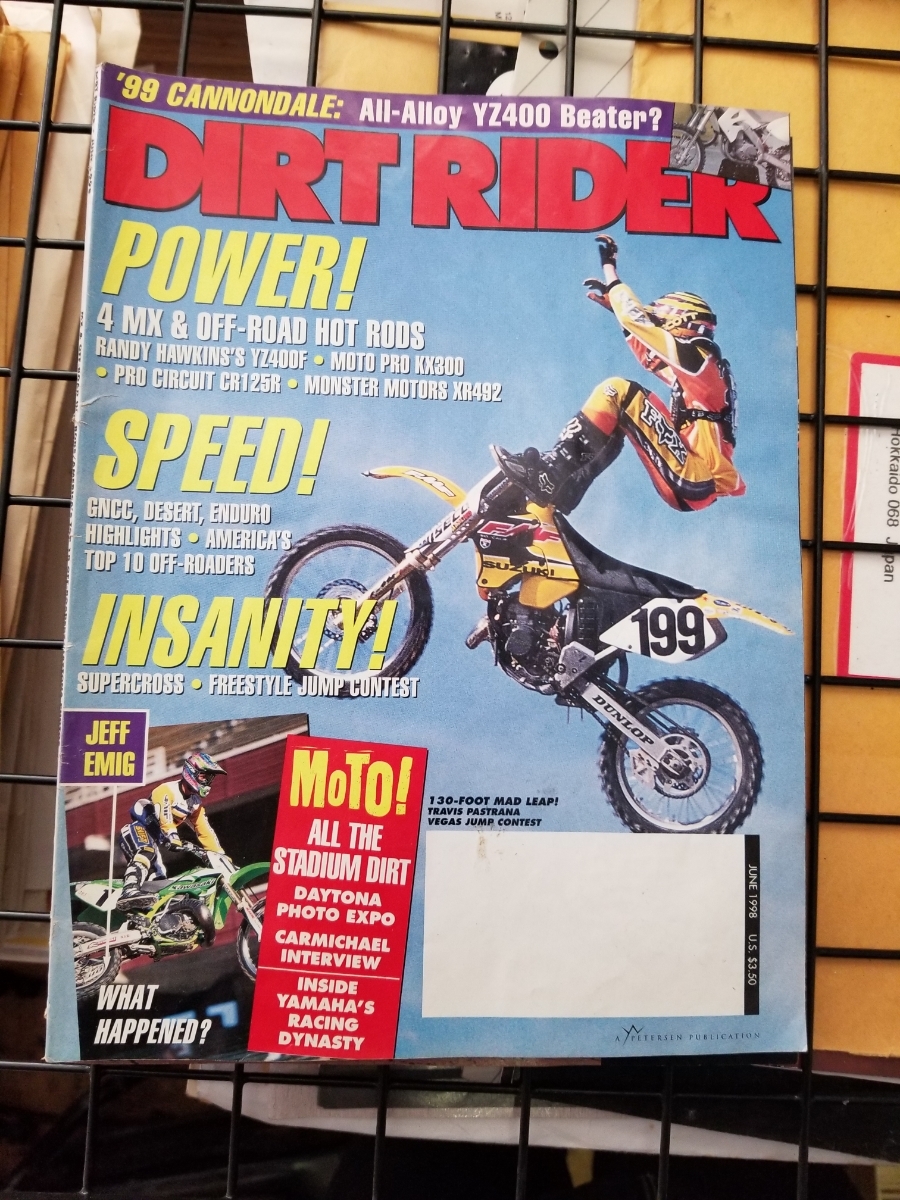 '99 CANNONDALE: All-Alloy YZ400 Beater?
DIRT RIDER
POWER!
4 MX & OFF-ROAD HOT RODS
RANDY HAWKINS'S YZ400F • MOTO PRO KX300
• PRO CIRCUIT CR125R • MONSTER MOTORS XR492
SPEED!
GNCC, DESERT, ENDURO
HIGHLIGHTS • AMERICA'S
TOP 10 OFF-ROADERS
INSANITY!
SUPERCROSS • FREESTYLE JUMP CONTEST
FOX
SUZUKI
199
DUNLOP
JEFF
EMIG
KAWASAKI
1
WHAT
HAPPENED?
MOTO!
ALL THE
STADIUM DIRT
DAYTONA
PHOTO EXPO
CARMICHAEL
INTERVIEW
INSIDE
YAMAHA'S
RACING
DYNASTY
130-FOOT MAD LEAP!
TRAVIS PASTRANA
VEGAS JUMP CONTEST
JUNE 1998 U.S. $3.50
A PETERSEN PUBLICATION
Hokkaido 068 Japan